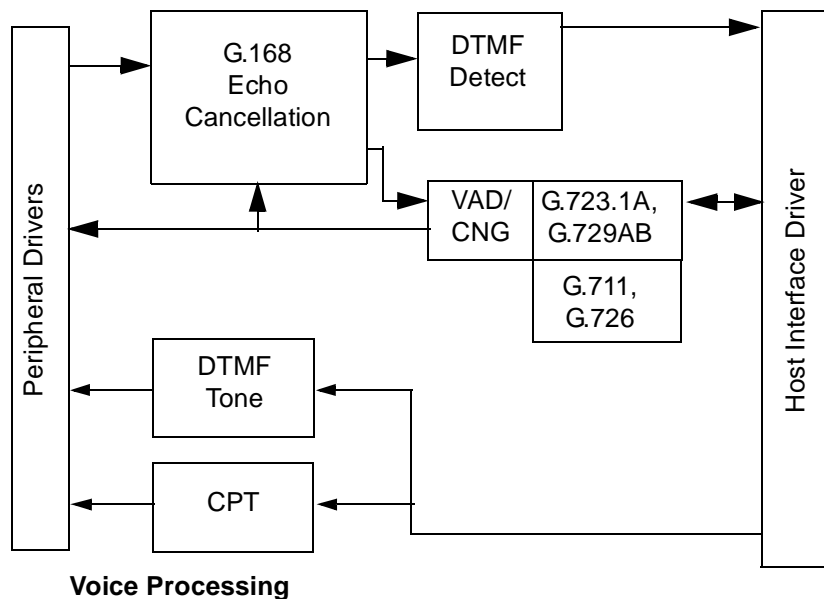 G.168
Echo
Cancellation
DTMF
Detect
Peripheral Drivers
VAD/
CNG
G.723.1A,
G.729AB
G.711,
G.726
Host Interface Driver
DTMF
Tone
CPT
Voice Processing